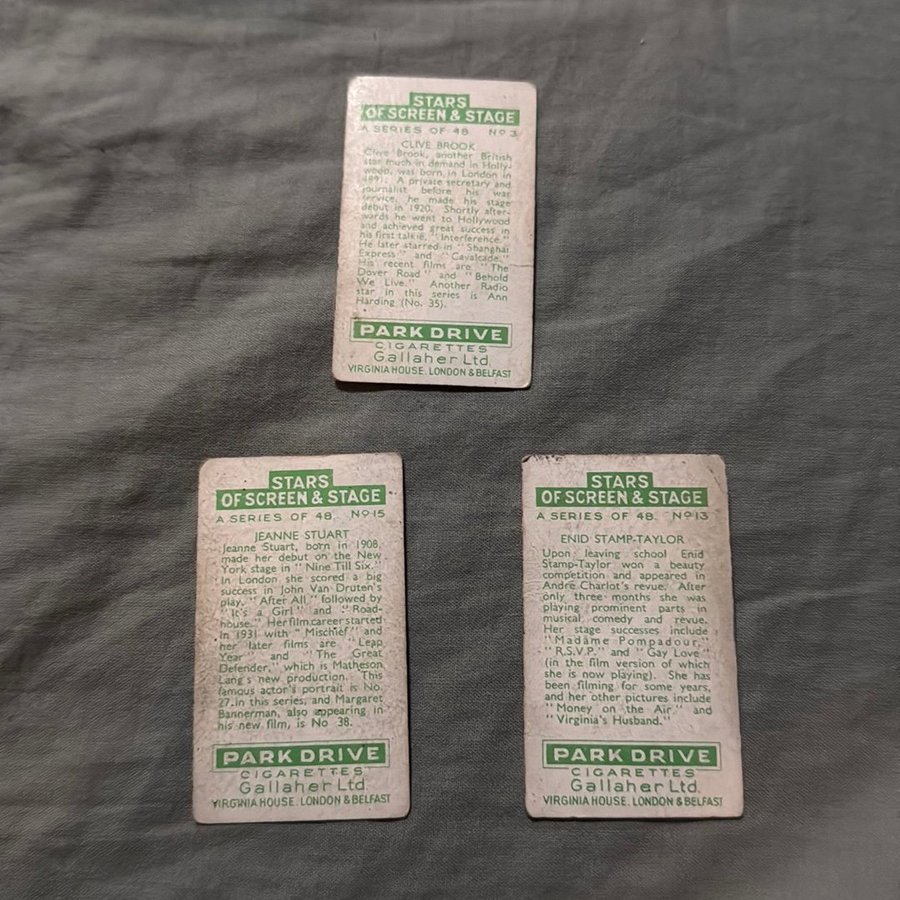 STARS
OF SCREEN & STAGE
A SERIES OF 48 Nº 3
CLIVE BROOK
Clive Brook, another British
star much in demand in Holly-
wood, was born in London in
1891. A private secretary and
journalist before his war
service, he made his stage
debut in 1920. Shortly after-
wards he went to Hollywood
and achieved great success in
his first talkie, "Interference."
He later starred in "Shanghai
Express" and "Cavalcade."
His recent films are "The
Dover Road" and "Behold
We Live." Another Radio
star in this series is Ann
Harding (No. 35).
PARK DRIVE
CIGARETTES
Gallaher Ltd.
VIRGINIA HOUSE. LONDON & BELFAST
STARS
OF SCREEN & STAGE
A SERIES OF 48. Nº 15
JEANNE STUART
Jeanne Stuart, born in 1908,
made her debut on the New
York stage in "Nine Till Six."
In London she scored a big
success in John Van Druten's
play, "After All" followed by
"It's a Girl" and "Road-
house." Her film career started
in 1931 with "Mischief" and
her later films are "Leap
Year" and "The Great
Defender," which is Matheson
Lang's new production. This
famous actor's portrait is No.
27 in this series, and Margaret
Bannerman, also appearing in
his new film, is No 38.
PARK DRIVE
CIGARETTES
Gallaher Ltd.
VIRGINIA HOUSE. LONDON & BELFAST
STARS
OF SCREEN & STAGE
A SERIES OF 48. Nº 13
ENID STAMP-TAYLOR
Upon leaving school Enid
Stamp-Taylor won a beauty
competition and appeared in
André Charlot's revue. After
only three months she was
playing prominent parts in
musical comedy and revue.
Her stage successes include
"Madame Pompadour,"
"R.S.V.P." and "Gay Love"
(in the film version of which
she is now playing). She has
been filming for some years,
and her other pictures include
"Money on the Air," and
"Virginia's Husband."
PARK DRIVE
CIGARETTES
Gallaher Ltd.
VIRGINIA HOUSE. LONDON & BELFAST